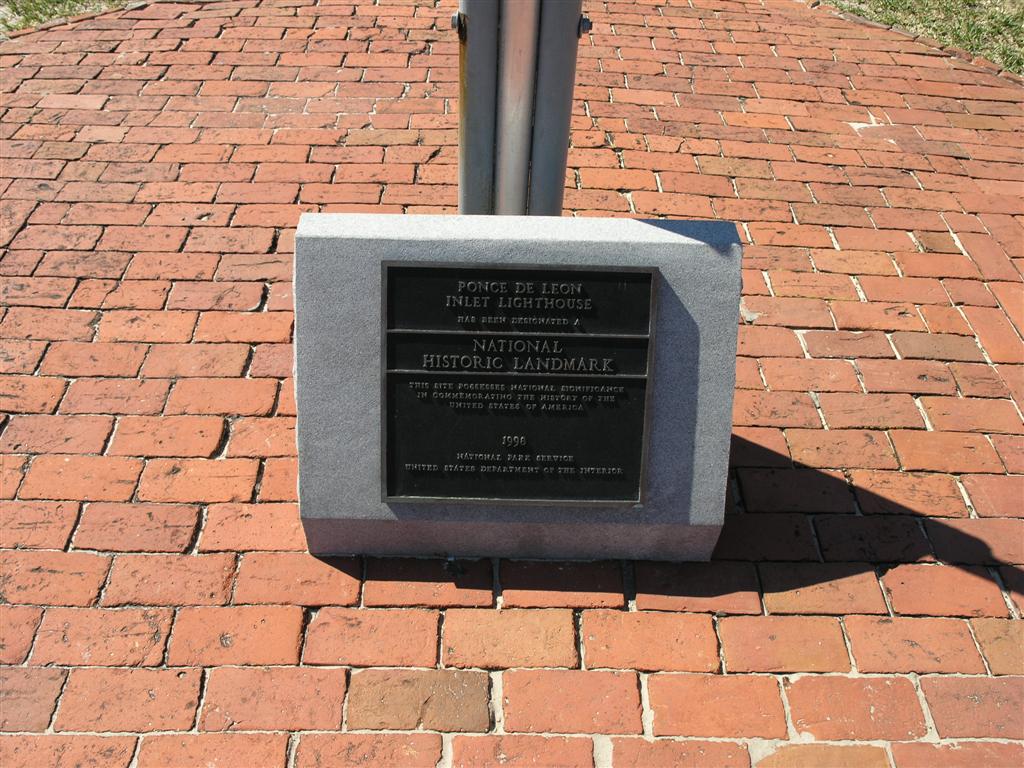 PONCE DE LEON
INLET LIGHTHOUSE
HAS BEEN DESIGNATED A
NATIONAL
HISTORIC LANDMARK
THIS SITE POSSESSES NATIONAL SIGNIFICANCE
IN COMMEMORATING THE HISTORY OF THE
UNITED STATES OF AMERICA
1998
NATIONAL PARK SERVICE
UNITED STATES DEPARTMENT OF THE INTERIOR